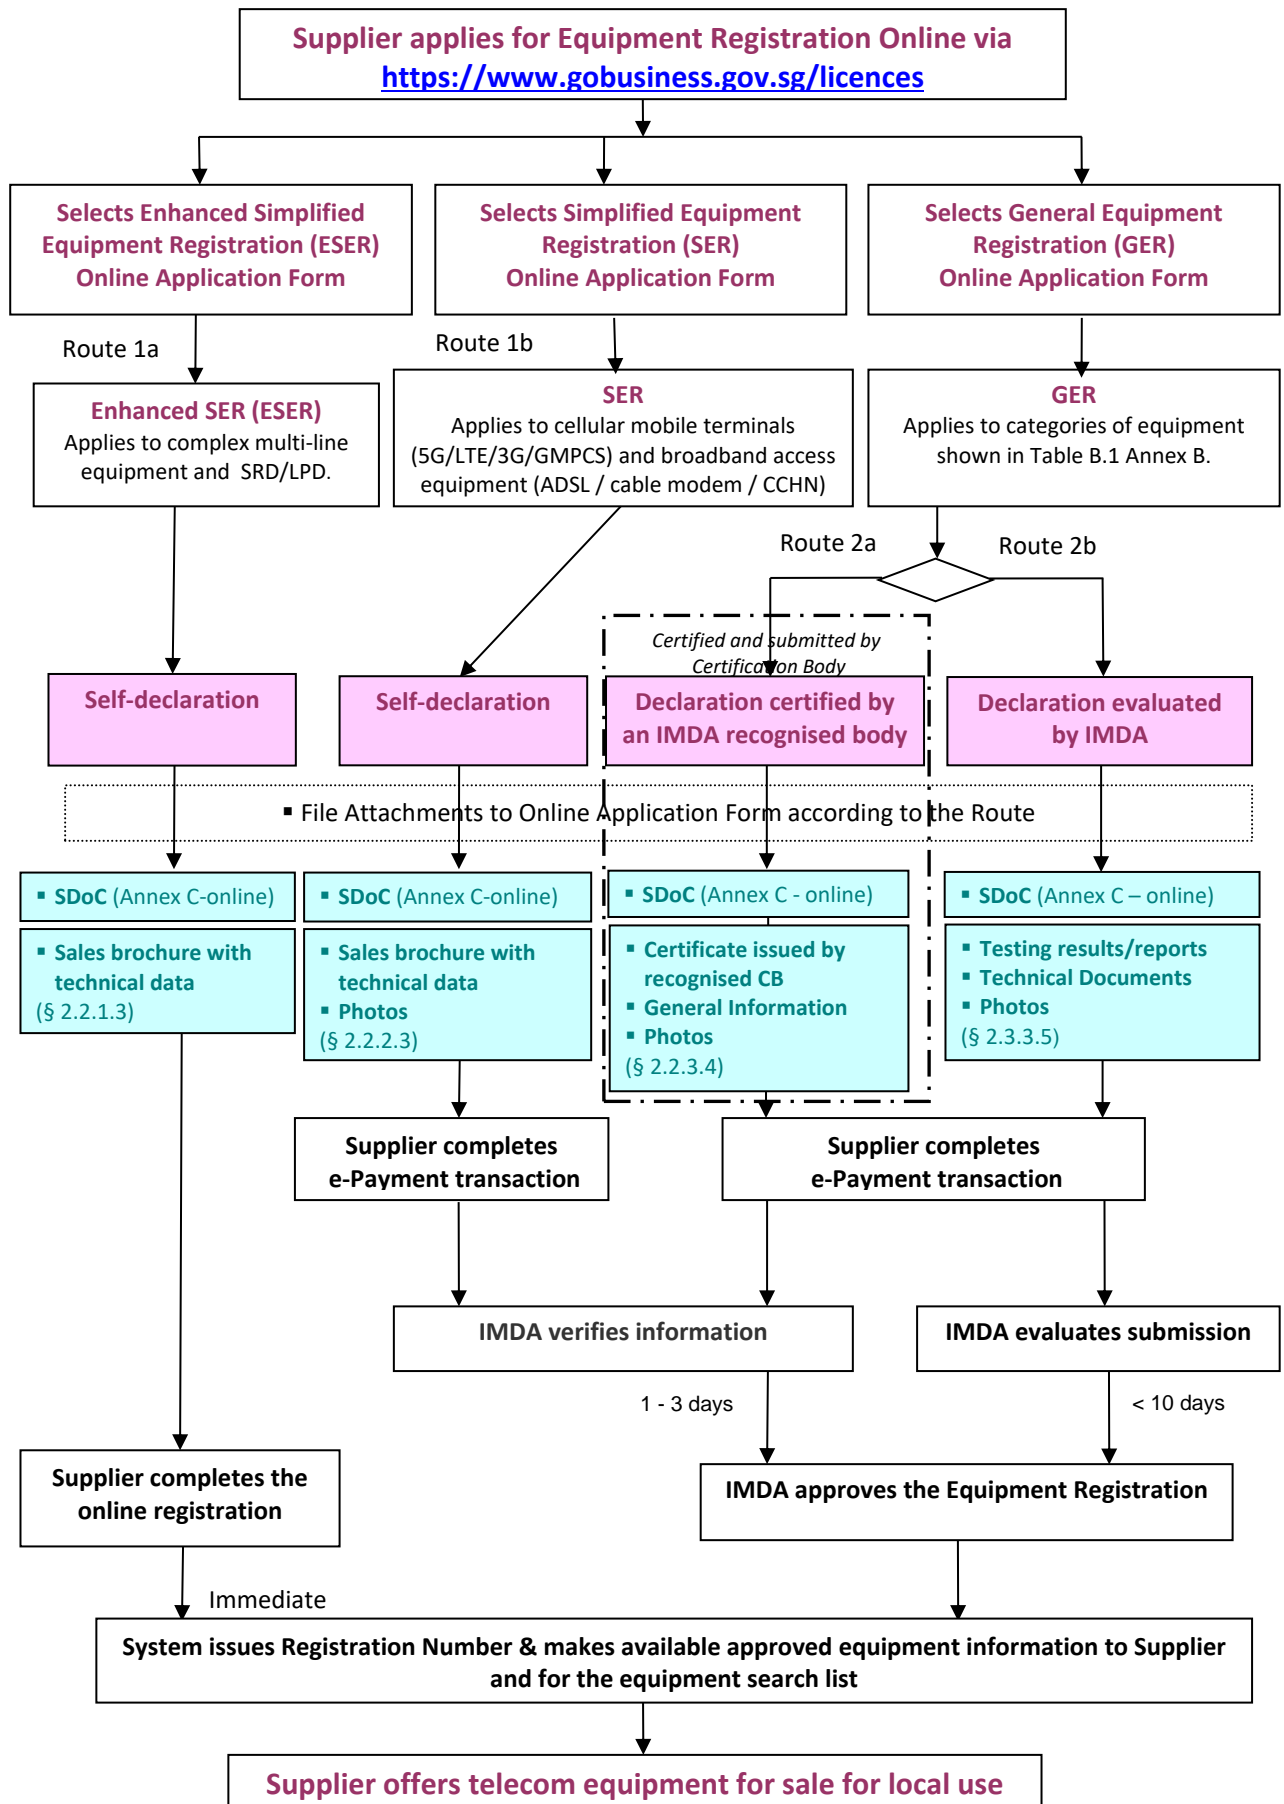 Supplier applies for Equipment Registration Online via
https://www.gobusiness.gov.sg/licences
Selects Enhanced Simplified
Equipment Registration (ESER)
Online Application Form
Selects Simplified Equipment
Registration (SER)
Online Application Form
Selects General Equipment
Registration (GER)
Online Application Form
Route 1a
Route 1b
Enhanced SER (ESER)
Applies to complex multi-line
equipment and SRD/LPD.
SER
Applies to cellular mobile terminals
(5G/LTE/3G/GMPCS) and broadband access
equipment (ADSL / cable modem / CCHN)
GER
Applies to categories of equipment
shown in Table B.1 Annex B.
Route 2a
Route 2b
Certified and submitted by
Certification Body
Self-declaration
Self-declaration
Declaration certified by
an IMDA recognised body
Declaration evaluated
by IMDA
▪ File Attachments to Online Application Form according to the Route
▪ SDoC (Annex C-online)
▪ SDoC (Annex C-online)
▪ SDoC (Annex C - online)
▪ SDoC (Annex C – online)
▪ Sales brochure with
technical data
(§ 2.2.1.3)
▪ Sales brochure with
technical data
▪ Photos
(§ 2.2.2.3)
▪ Certificate issued by
recognised CB
▪ General Information
▪ Photos
(§ 2.2.3.4)
▪ Testing results/reports
▪ Technical Documents
▪ Photos
(§ 2.3.3.5)
Supplier completes
e-Payment transaction
Supplier completes
e-Payment transaction
IMDA verifies information
IMDA evaluates submission
1 - 3 days
< 10 days
Supplier completes the
online registration
IMDA approves the Equipment Registration
Immediate
System issues Registration Number & makes available approved equipment information to Supplier
and for the equipment search list
Supplier offers telecom equipment for sale for local use